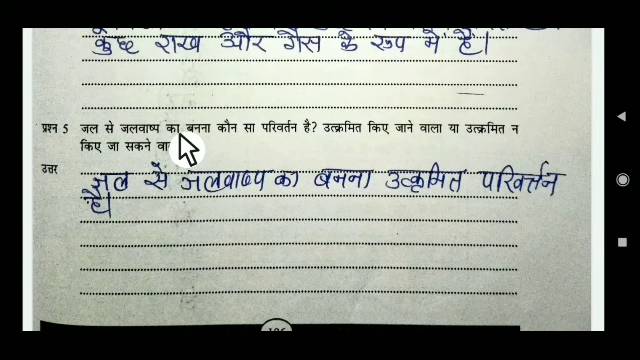 कुछ राख और गैस के रूप में है।
प्रश्न 5 जल से जलवाष्प का बनना कौन सा परिवर्तन है? उत्क्रमित किए जाने वाला या उत्क्रमित न
किए जा सकने वा
उत्तर जल से जलवाष्प का बनना उत्क्रमित परिवर्तन
है।